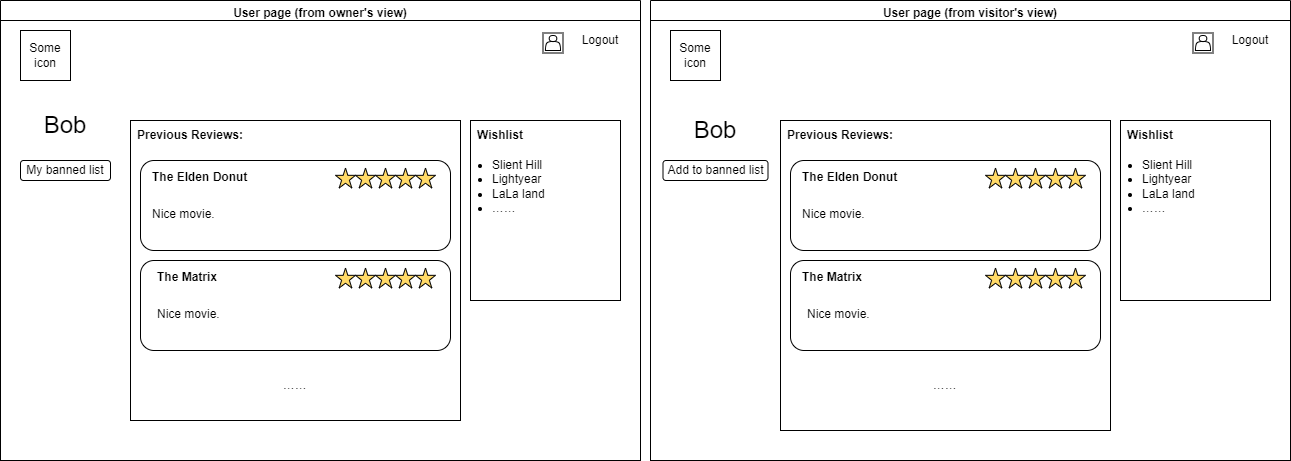 User page (from owner's view)
Some
icon
Logout
Bob
My banned list
Previous Reviews:
The Elden Donut
Nice movie.
The Matrix
Nice movie.
......
Wishlist
Slient Hill
Lightyear
LaLa land
......
User page (from visitor's view)
Some
icon
Logout
Bob
Add to banned list
Previous Reviews:
The Elden Donut
Nice movie.
The Matrix
Nice movie.
......
Wishlist
Slient Hill
Lightyear
LaLa land
......